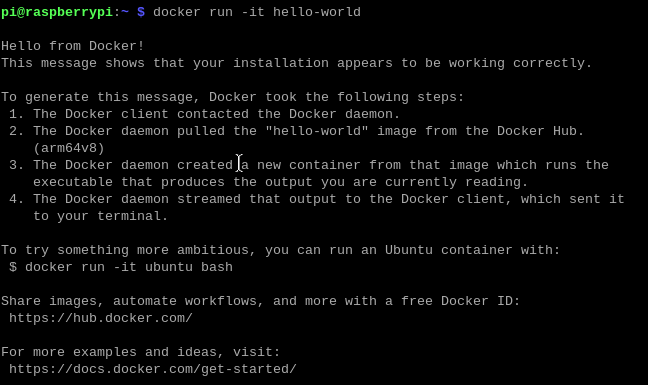 pi@raspberrypi:~ $ docker run -it hello-world

Hello from Docker!
This message shows that your installation appears to be working correctly.

To generate this message, Docker took the following steps:
 1. The Docker client contacted the Docker daemon.
 2. The Docker daemon pulled the "hello-world" image from the Docker Hub.
    (arm64v8)
 3. The Docker daemon created a new container from that image which runs the
    executable that produces the output you are currently reading.
 4. The Docker daemon streamed that output to the Docker client, which sent it
    to your terminal.

To try something more ambitious, you can run an Ubuntu container with:
 $ docker run -it ubuntu bash

Share images, automate workflows, and more with a free Docker ID:
 https://hub.docker.com/

For more examples and ideas, visit:
 https://docs.docker.com/get-started/